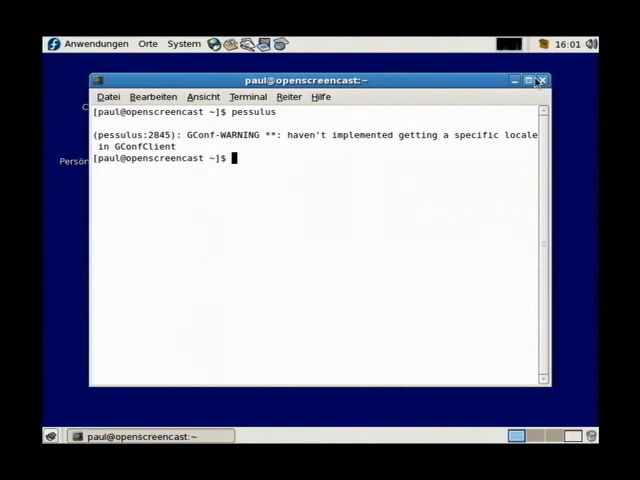 Anwendungen Orte System 16:01
paul@openscreencast:~
Datei Bearbeiten Ansicht Terminal Reiter Hilfe
[paul@openscreencast ~]$ pessulus
(pessulus:2845): GConf-WARNING **: haven't implemented getting a specific locale
in GConfClient
[paul@openscreencast ~]$
C
Persön
paul@openscreencast:~